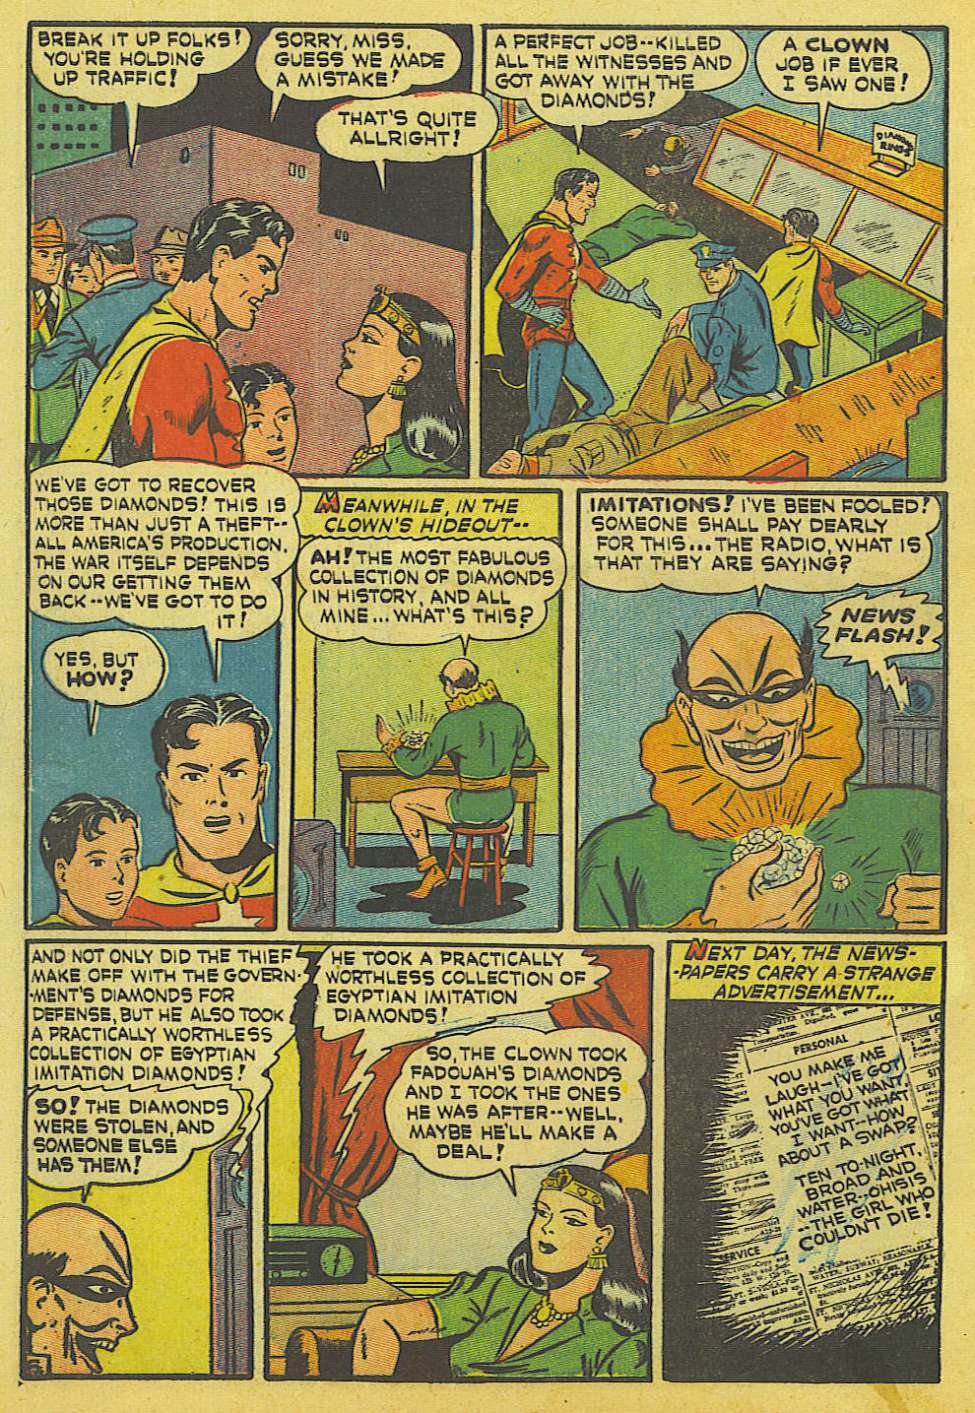 BREAK IT UP FOLKS!
YOU'RE HOLDING
UP TRAFFIC!
SORRY, MISS.
GUESS WE MADE
A MISTAKE!
THAT'S QUITE
ALLRIGHT!
A PERFECT JOB--KILLED
ALL THE WITNESSES AND
GOT AWAY WITH THE
DIAMONDS!
A CLOWN
JOB IF EVER
I SAW ONE!
DIAMOND
RINGS
WE'VE GOT TO RECOVER
THOSE DIAMONDS! THIS IS
MORE THAN JUST A THEFT--
ALL AMERICA'S PRODUCTION,
THE WAR ITSELF DEPENDS
ON OUR GETTING THEM
BACK--WE'VE GOT TO DO
IT!
YES, BUT
HOW?
MEANWHILE, IN THE
CLOWN'S HIDEOUT--
AH! THE MOST FABULOUS
COLLECTION OF DIAMONDS
IN HISTORY, AND ALL
MINE... WHAT'S THIS?
IMITATIONS! I'VE BEEN FOOLED!
SOMEONE SHALL PAY DEARLY
FOR THIS... THE RADIO, WHAT IS
THAT THEY ARE SAYING?
NEWS
FLASH!
AND NOT ONLY DID THE THIEF
MAKE OFF WITH THE GOVERN-
-MENT'S DIAMONDS FOR
DEFENSE, BUT HE ALSO TOOK
A PRACTICALLY WORTHLESS
COLLECTION OF EGYPTIAN
IMITATION DIAMONDS!
SO! THE DIAMONDS
WERE STOLEN, AND
SOMEONE ELSE
HAS THEM!
HE TOOK A PRACTICALLY
WORTHLESS COLLECTION OF
EGYPTIAN IMITATION
DIAMONDS!
SO, THE CLOWN TOOK
FADOUAH'S DIAMONDS
AND I TOOK THE ONES
HE WAS AFTER--WELL,
MAYBE HE'LL MAKE A
DEAL!
NEXT DAY, THE NEWS-
-PAPERS CARRY A STRANGE
ADVERTISEMENT...
PERSONAL
YOU MAKE ME
LAUGH--I'VE GOT
WHAT YOU WANT,
YOU'VE GOT WHAT
I WANT--HOW
ABOUT A SWAP?
TEN TO-NIGHT,
BROAD AND
WATER--OHISIS
--THE GIRL WHO
COULDN'T DIE!
SERVICE